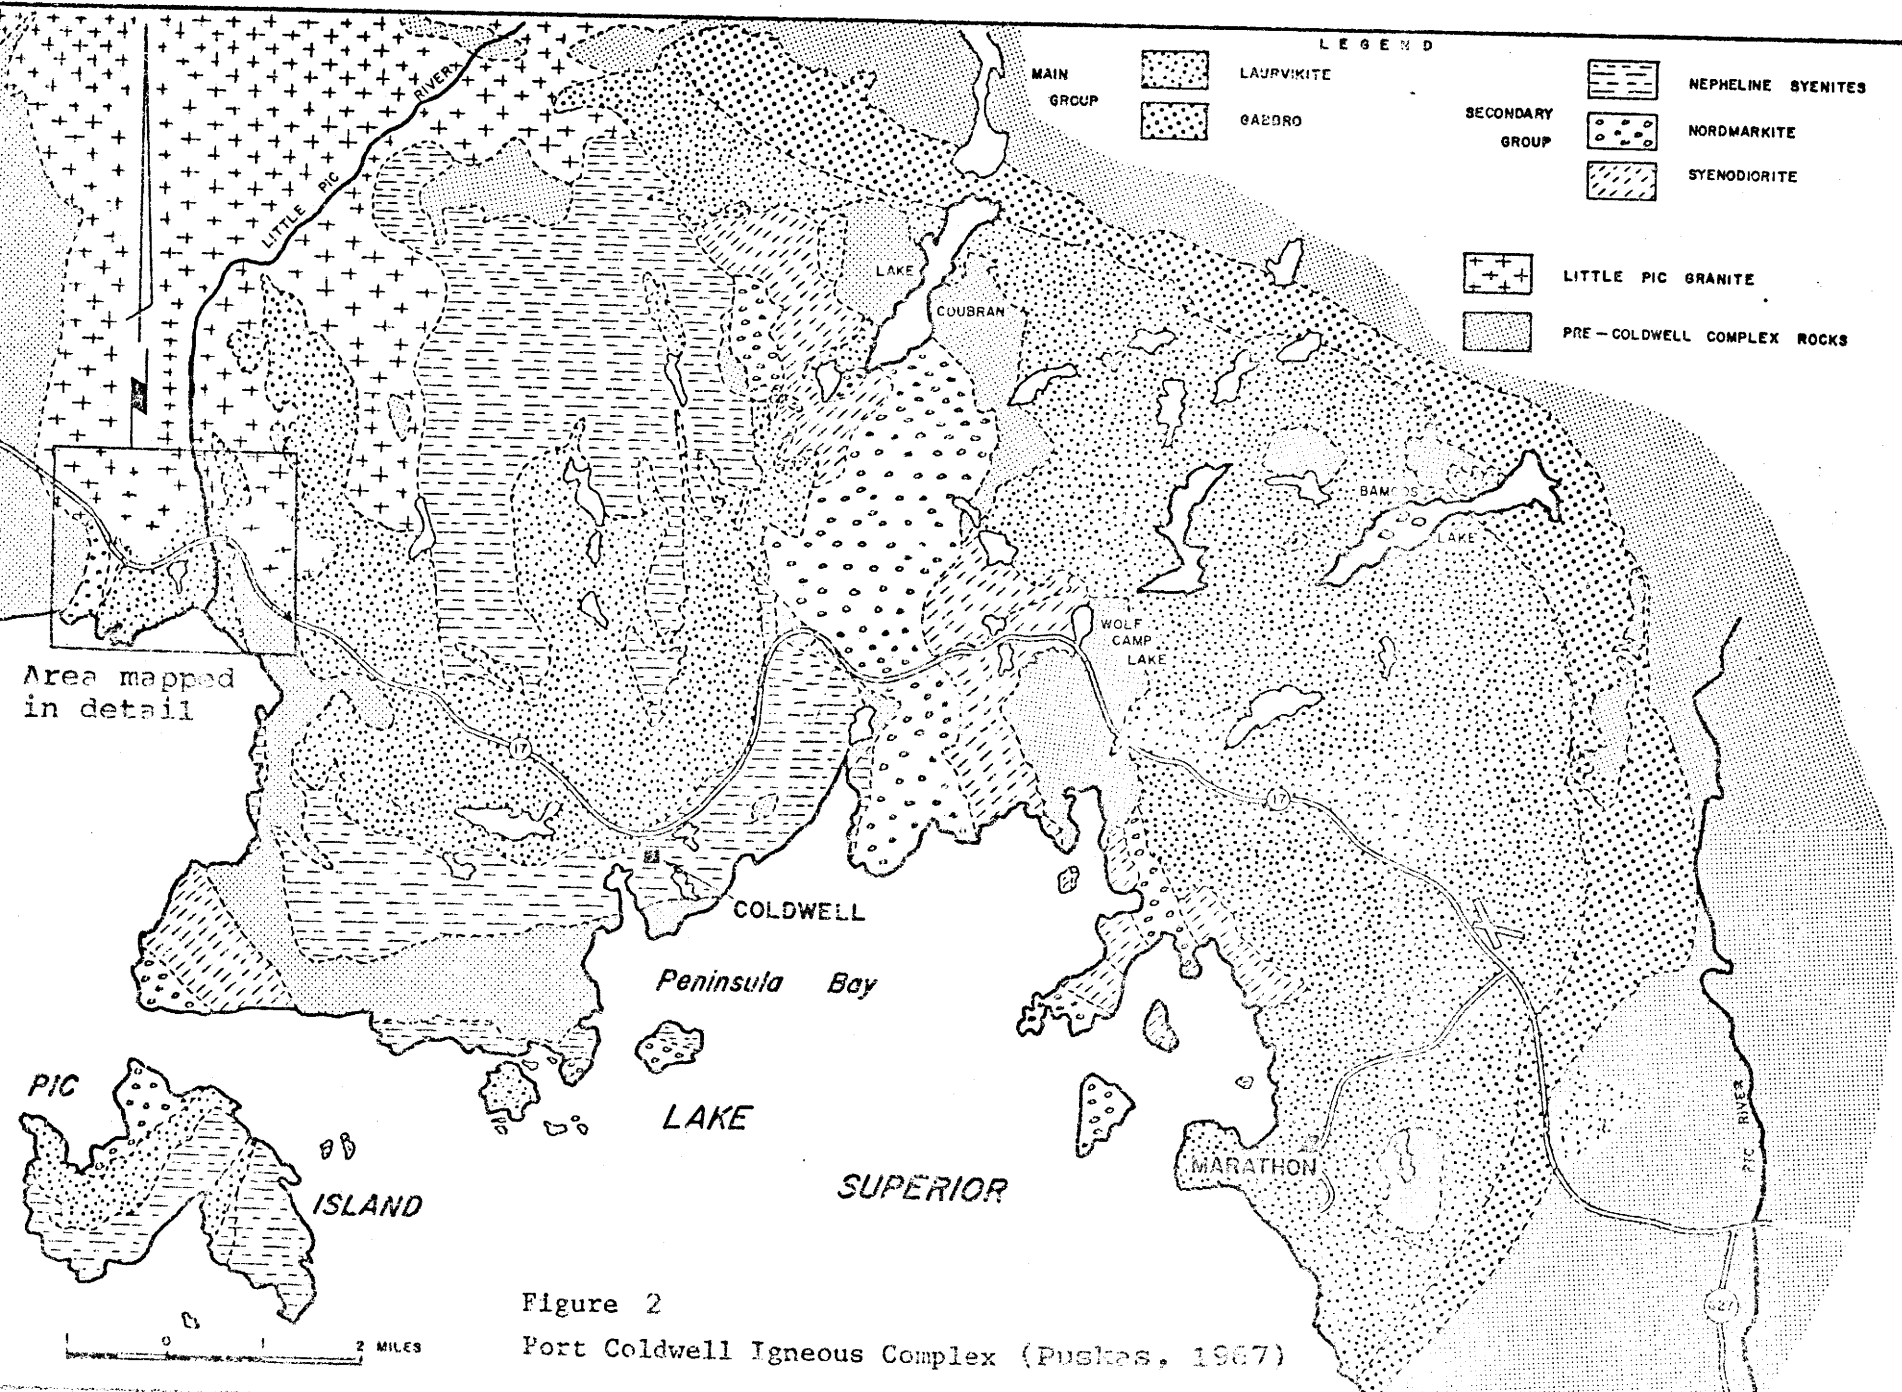 LEGEND
MAIN
GROUP
LAURVIKITE
GABBRO
SECONDARY
GROUP
NEPHELINE SYENITES
NORDMARKITE
SYENODIORITE
LITTLE PIC GRANITE
PRE-COLDWELL COMPLEX ROCKS
LITTLE PIC RIVER
LAKE
COUBRAN
LAKE
WOLF
CAMP
LAKE
17
17
Area mapped
in detail
COLDWELL
Peninsula Bay
PIC
ISLAND
LAKE
SUPERIOR
MARATHON
PIC RIVER
627
0
2 MILES
Figure 2
Port Coldwell Igneous Complex (Puskas, 1967)